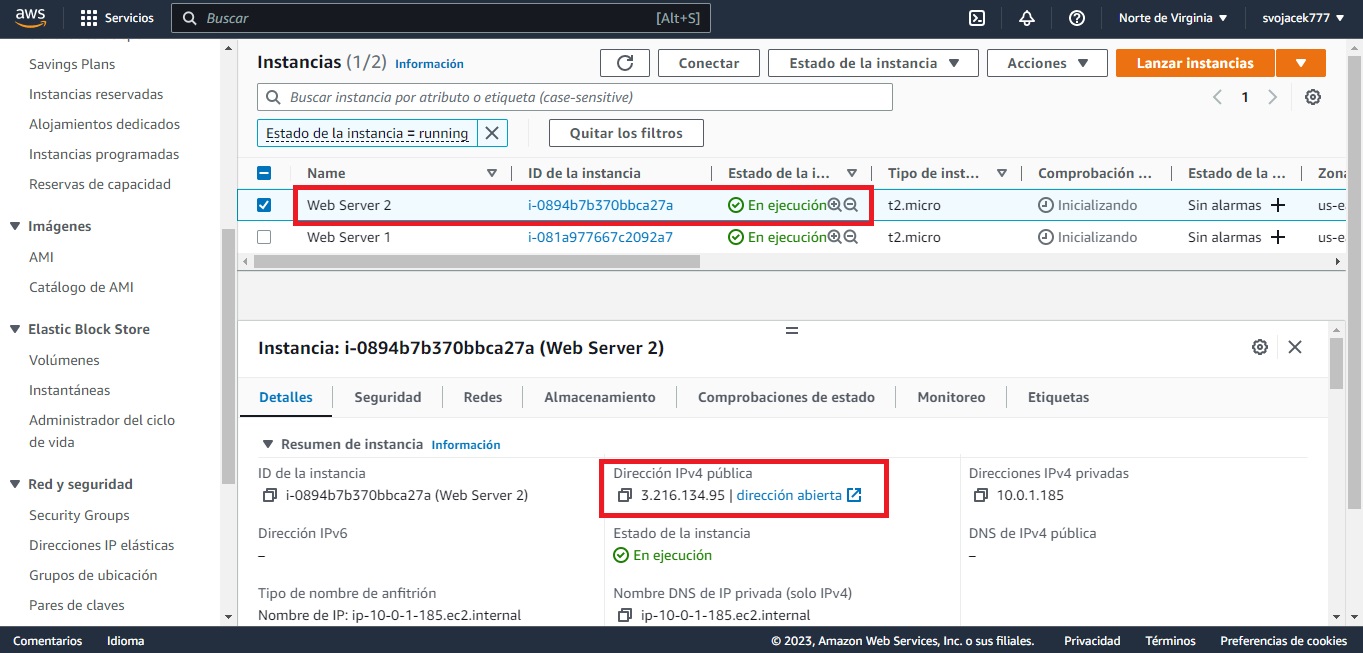 aws Servicios Buscar [Alt+S] Norte de Virginia svojacek777
Savings Plans
Instancias reservadas
Alojamientos dedicados
Instancias programadas
Reservas de capacidad
Imágenes
AMI
Catálogo de AMI
Elastic Block Store
Volúmenes
Instantáneas
Administrador del ciclo
de vida
Red y seguridad
Security Groups
Direcciones IP elásticas
Grupos de ubicación
Pares de claves
Instancias (1/2) Información Conectar Estado de la instancia Acciones Lanzar instancias
Buscar instancia por atributo o etiqueta (case-sensitive) 1
Estado de la instancia = running Quitar los filtros
Name ID de la instancia Estado de la i... Tipo de inst... Comprobación ... Estado de la ... Zona
Web Server 2 i-0894b7b370bbca27a En ejecución t2.micro Inicializando Sin alarmas us-ea
Web Server 1 i-081a977667c2092a7 En ejecución t2.micro Inicializando Sin alarmas us-ea
Instancia: i-0894b7b370bbca27a (Web Server 2)
Detalles Seguridad Redes Almacenamiento Comprobaciones de estado Monitoreo Etiquetas
Resumen de instancia Información
ID de la instancia Dirección IPv4 pública Direcciones IPv4 privadas
i-0894b7b370bbca27a (Web Server 2) 3.216.134.95 | dirección abierta 10.0.1.185
Dirección IPv6 Estado de la instancia DNS de IPv4 pública
– En ejecución –
Tipo de nombre de anfitrión Nombre DNS de IP privada (solo IPv4)
Nombre de IP: ip-10-0-1-185.ec2.internal ip-10-0-1-185.ec2.internal
Comentarios Idioma © 2023, Amazon Web Services, Inc. o sus filiales. Privacidad Términos Preferencias de cookies